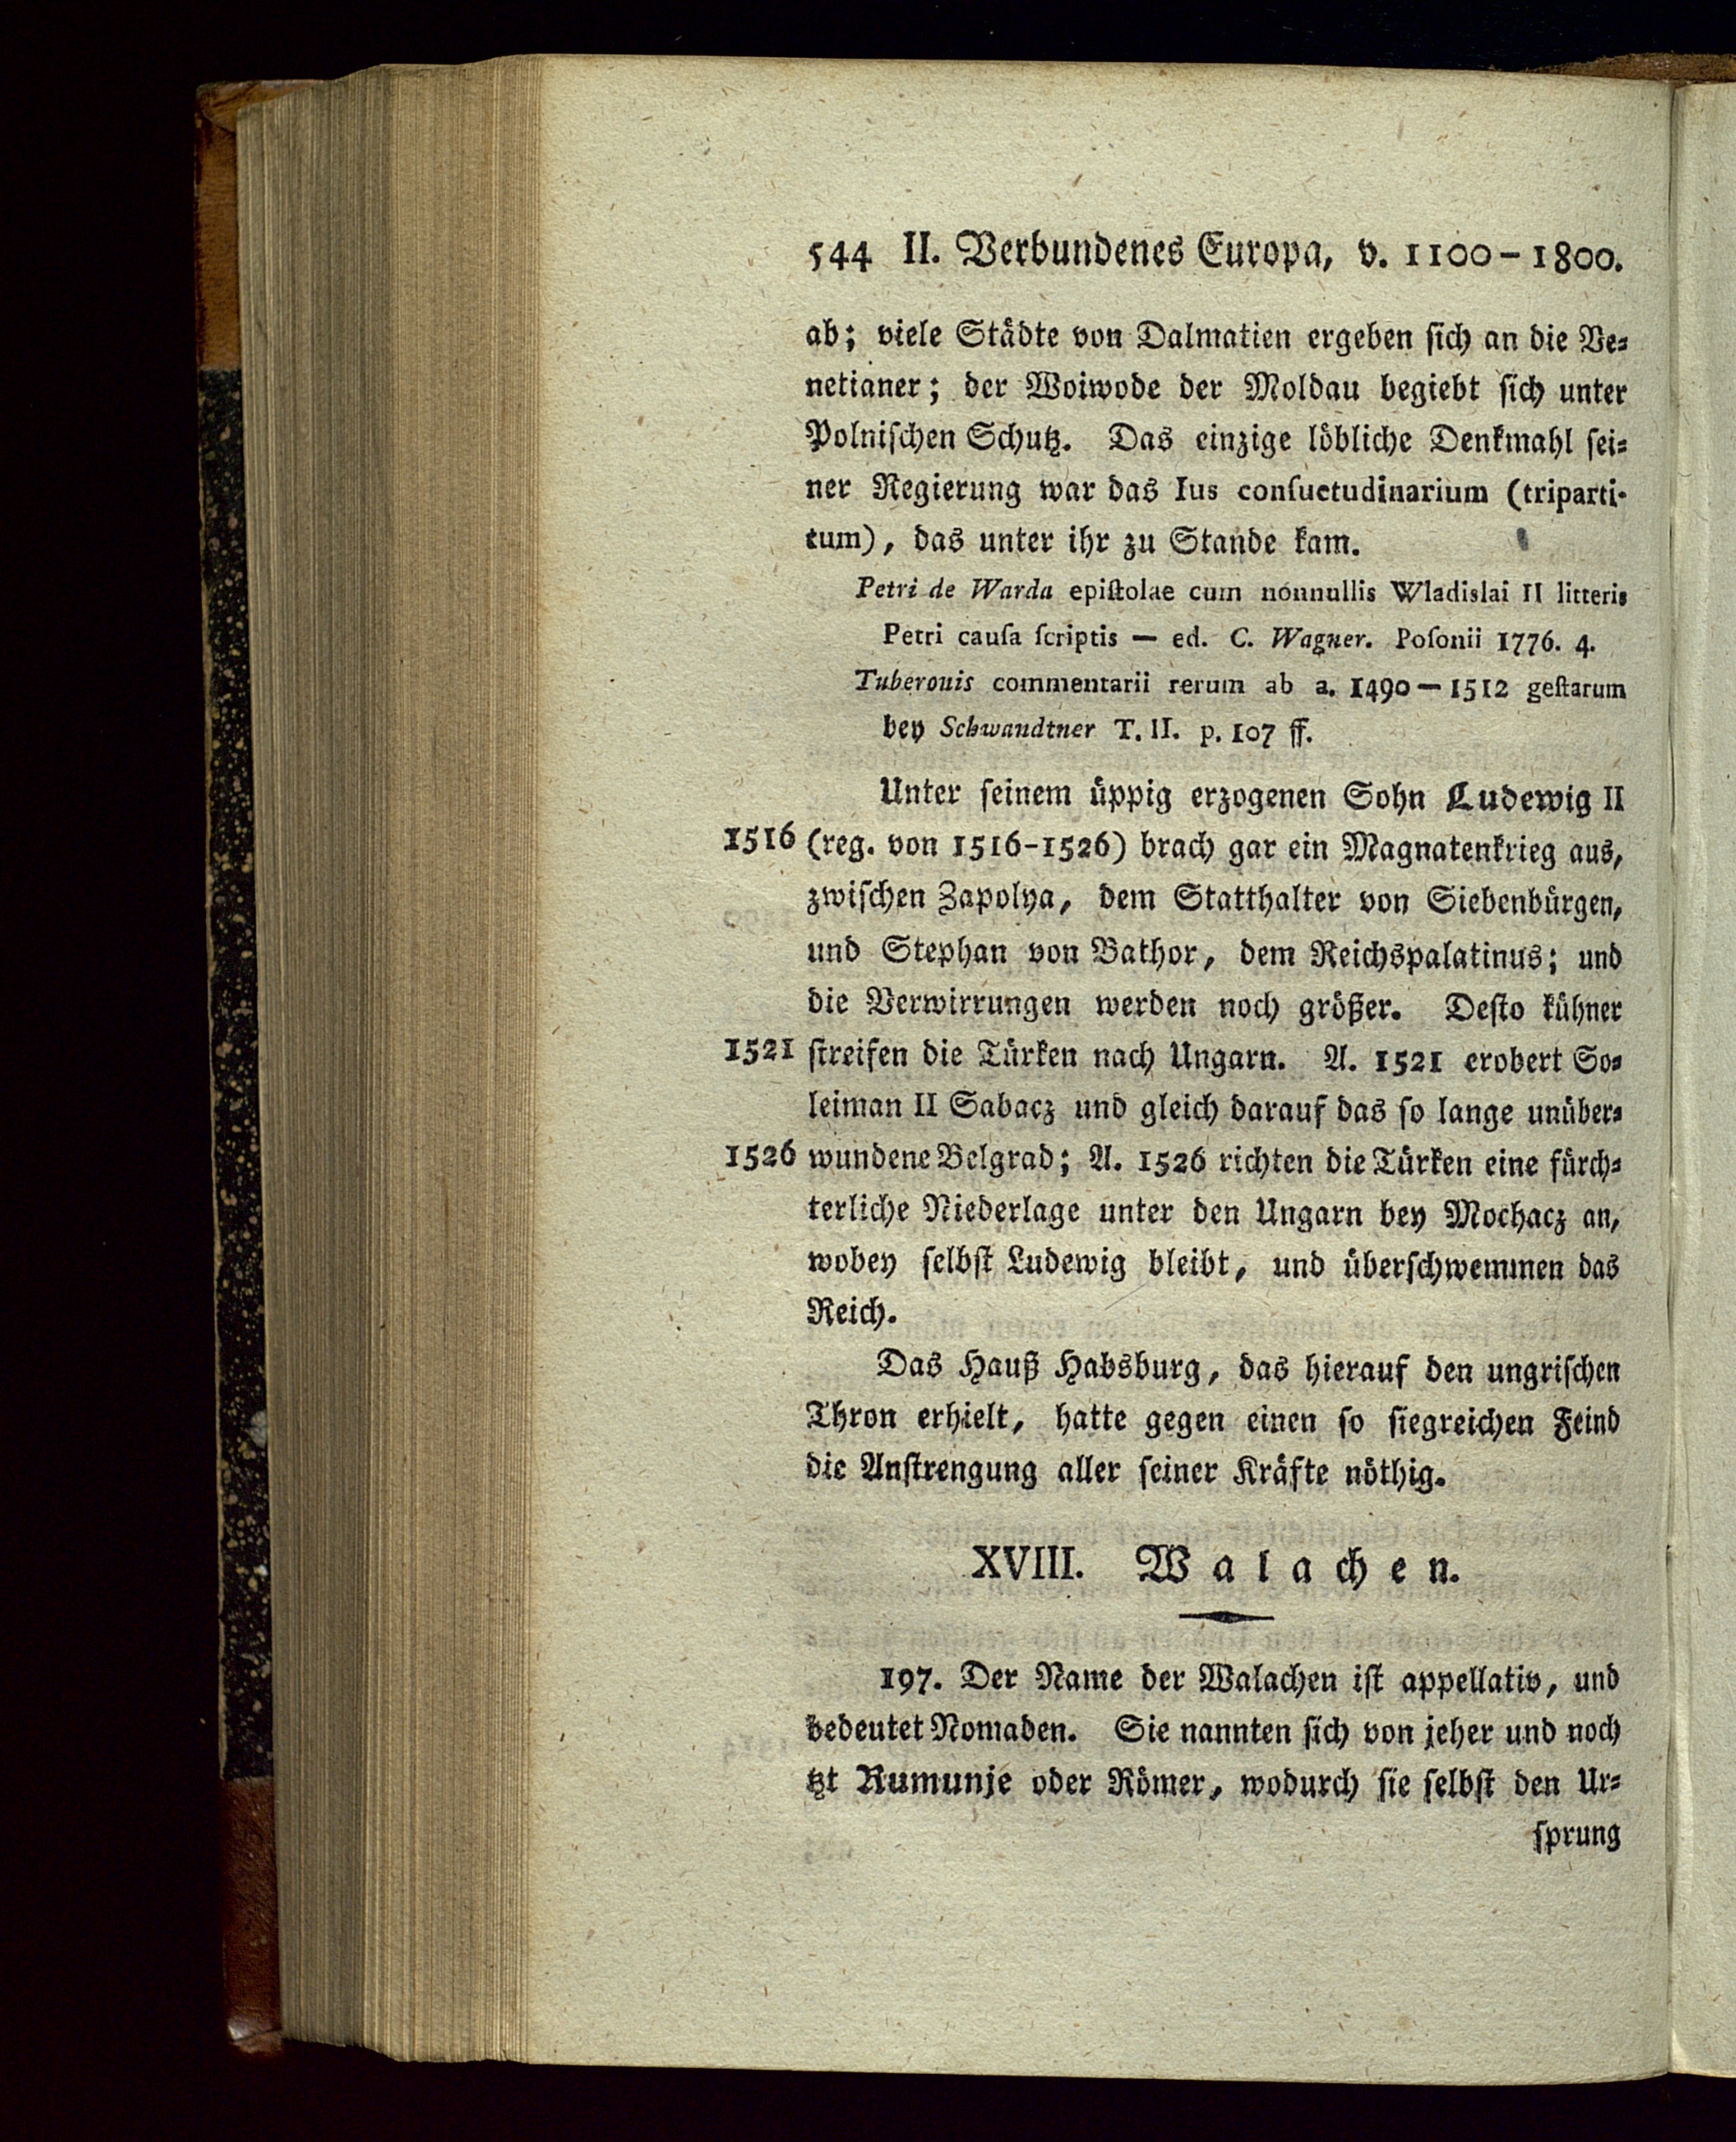 544 II. Verbundenes Europa, v. 1100-1800.
ab; viele Städte von Dalmatien ergeben sich an die Ve-
netianer; der Woiwode der Moldau begiebt sich unter
Polnischen Schutz. Das einzige löbliche Denkmahl sei-
ner Regierung war das Ius conſuetudinarium (triparti-
tum), das unter ihr zu Stande kam.
Petri de Warda epiſtolae cum nonnullis Wladislai II litteris
Petri cauſa ſcriptis — ed. C. Wagner. Poſonii 1776. 4.
Tuberonis commentarii rerum ab a. 1490—1512 geſtarum
bey Schwandtner T. II. p. 107 ff.
Unter seinem üppig erzogenen Sohn Ludewig II
1516 (reg. von 1516-1526) brach gar ein Magnatenkrieg aus,
zwischen Zapolya, dem Statthalter von Siebenbürgen,
und Stephan von Bathor, dem Reichspalatinus; und
die Verwirrungen werden noch größer. Desto kühner
1521 streifen die Türken nach Ungarn. A. 1521 erobert So-
leiman II Sabacz und gleich darauf das so lange unüber-
1526 wundene Belgrad; A. 1526 richten die Türken eine fürch-
terliche Niederlage unter den Ungarn bey Mochacz an,
wobey selbst Ludewig bleibt, und überschwemmen das
Reich.
Das Hauß Habsburg, das hierauf den ungrischen
Thron erhielt, hatte gegen einen so siegreichen Feind
die Anstrengung aller seiner Kräfte nöthig.
XVIII. Walachen.
197. Der Name der Walachen ist appellativ, und
bedeutet Nomaden. Sie nannten sich von jeher und noch
tzt Rumunje oder Römer, wodurch sie selbst den Ur-
sprung